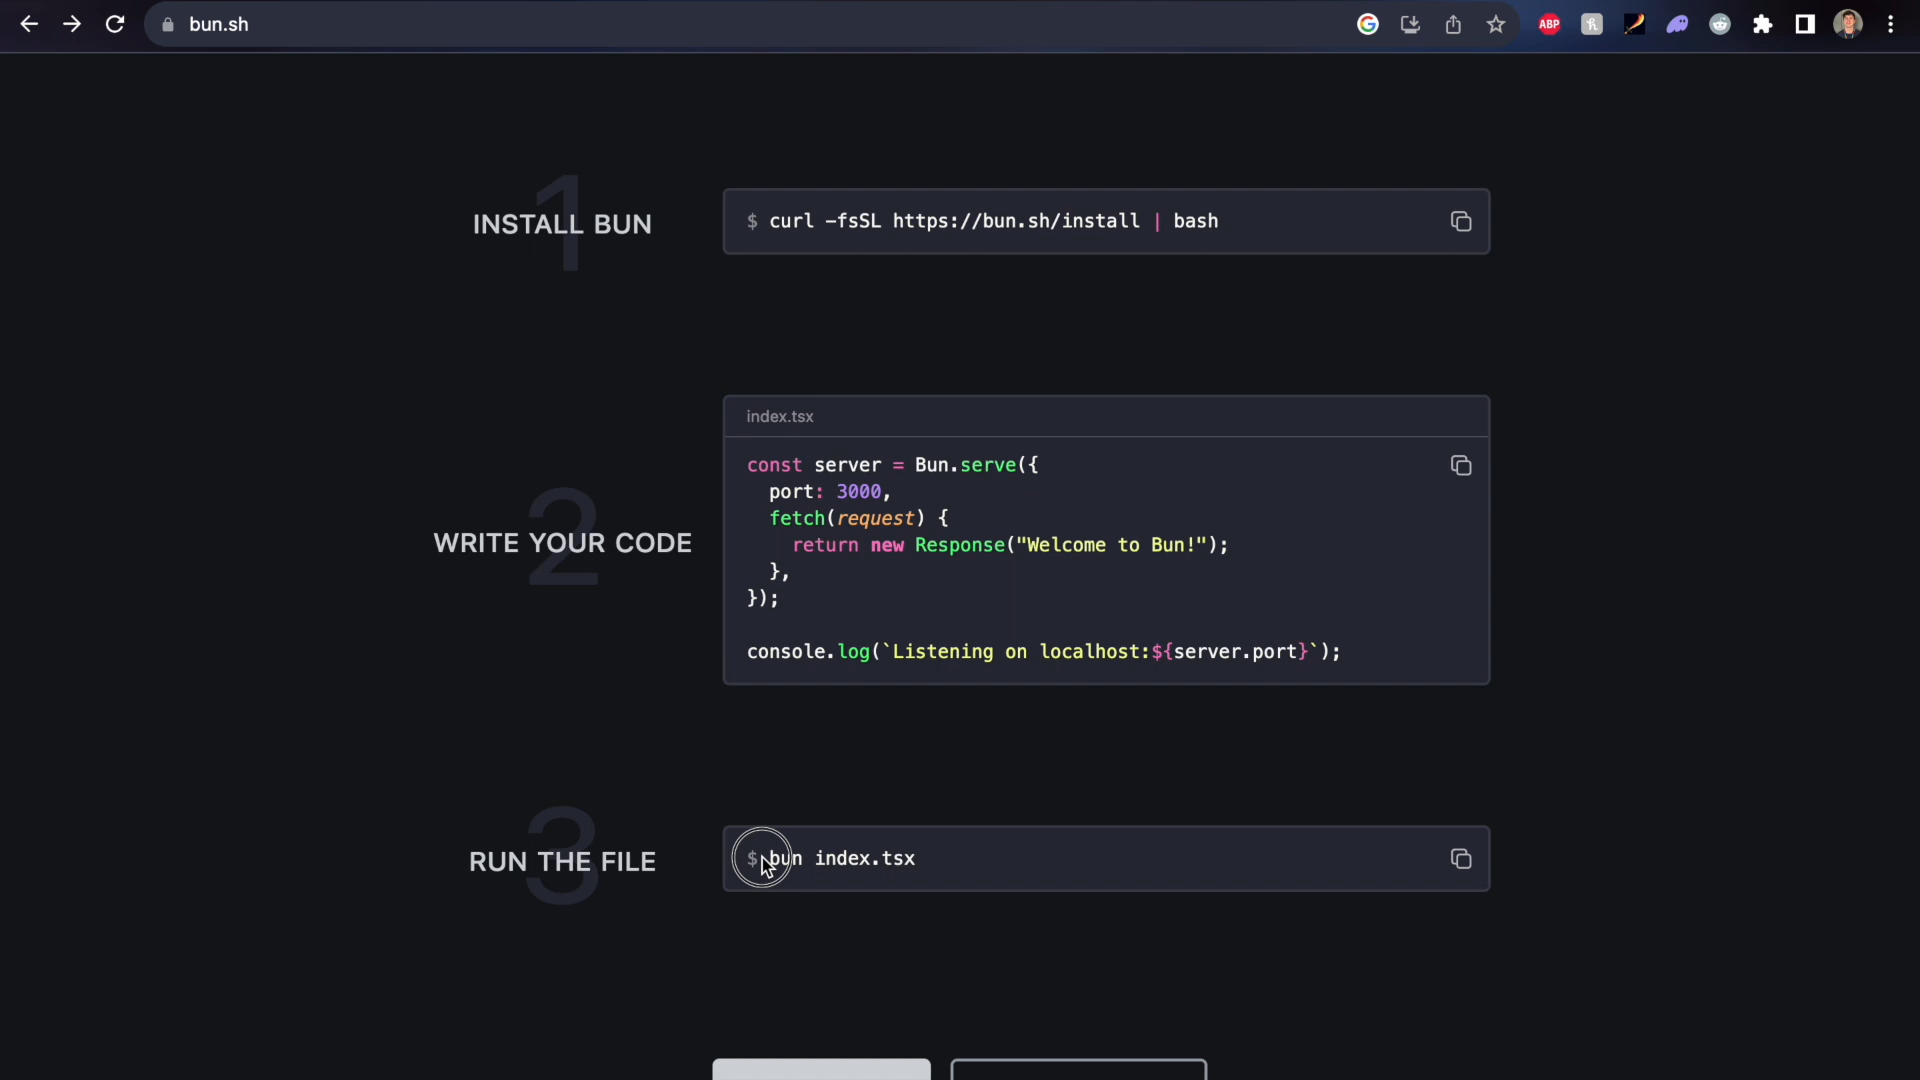 bun.sh
ABP
1
INSTALL BUN
$ curl -fsSL https://bun.sh/install | bash
2
WRITE YOUR CODE
index.tsx
const server = Bun.serve({
  port: 3000,
  fetch(request) {
    return new Response("Welcome to Bun!");
  },
});
console.log(`Listening on localhost:${server.port}`);
3
RUN THE FILE
$ bun index.tsx